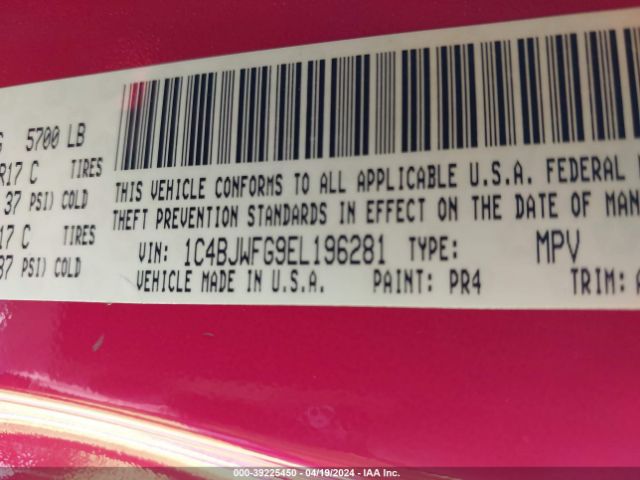 G 5700 LB
R17 C TIRES
37 PSI) COLD
17 C TIRES
37 PSI) COLD
THIS VEHICLE CONFORMS TO ALL APPLICABLE U.S.A. FEDERAL
THEFT PREVENTION STANDARDS IN EFFECT ON THE DATE OF MAN
VIN: 1C4BJWFG9EL196281 TYPE: MPV
VEHICLE MADE IN U.S.A. PAINT: PR4 TRIM: A
000-39225450 - 04/19/2024 - IAA Inc.